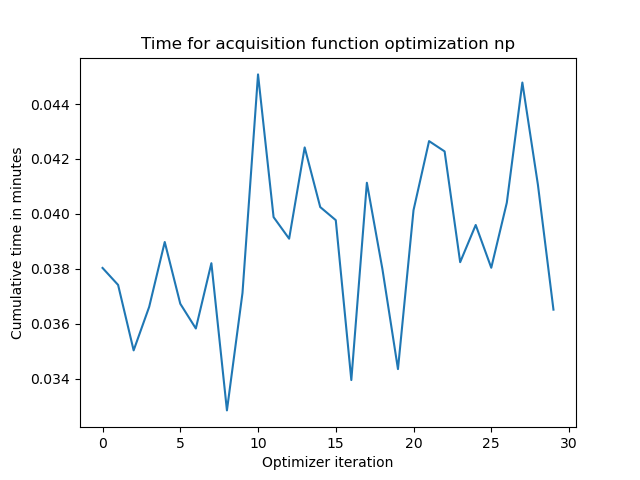 Time for acquisition function optimization np
Cumulative time in minutes
0.044
0.042
0.040
0.038
0.036
0.034
0 5 10 15 20 25 30
Optimizer iteration